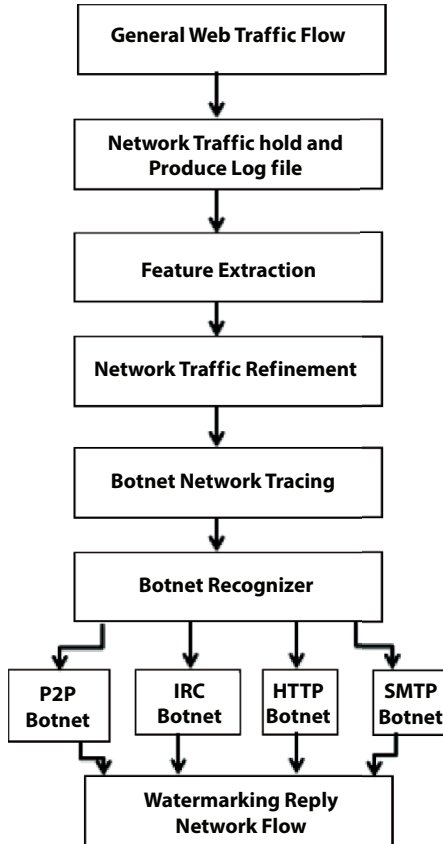 General Web Traffic Flow
Network Traffic hold and
Produce Log file
Feature Extraction
Network Traffic Refinement
Botnet Network Tracing
Botnet Recognizer
P2P
Botnet
IRC
Botnet
HTTP
Botnet
SMTP
Botnet
Watermarking Reply
Network Flow